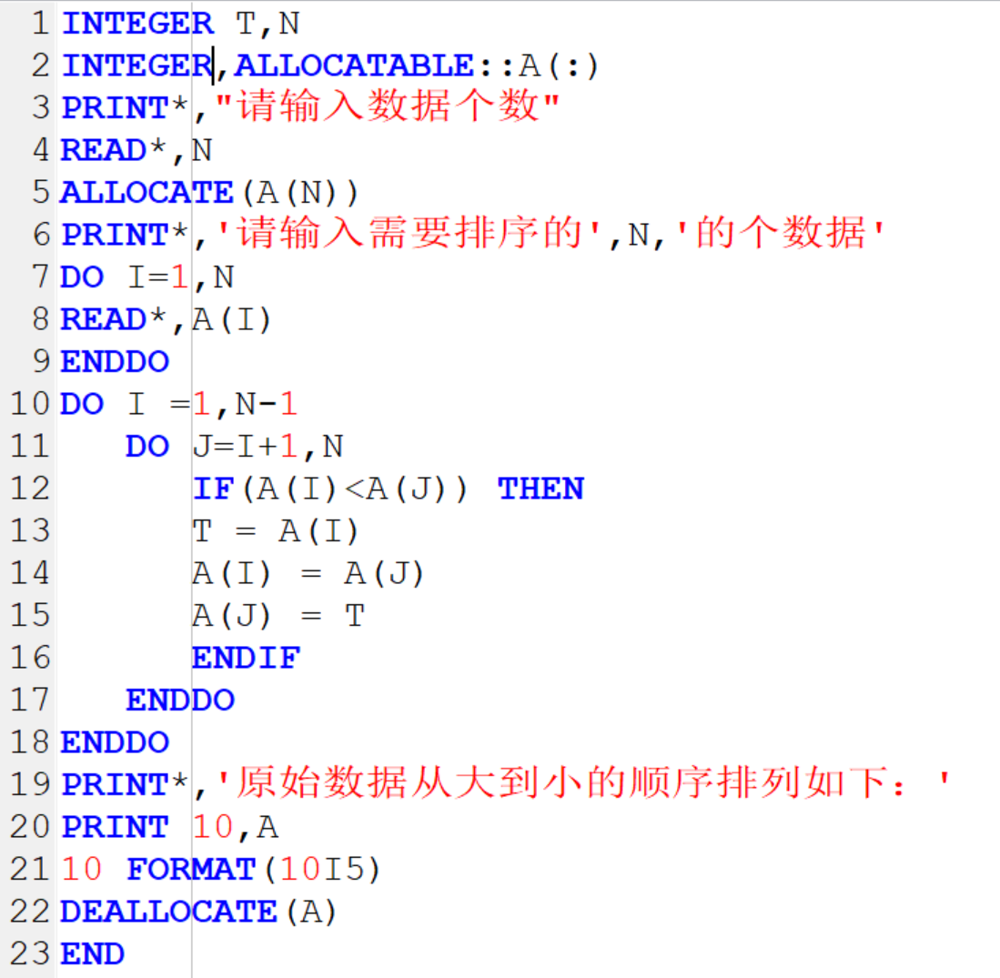 1 INTEGER T,N
2 INTEGER,ALLOCATABLE::A(:)
3 PRINT*,"请输入数据个数"
4 READ*,N
5 ALLOCATE(A(N))
6 PRINT*,'请输入需要排序的',N,'的个数据'
7 DO I=1,N
8 READ*,A(I)
9 ENDDO
10 DO I =1,N-1
11    DO J=I+1,N
12       IF(A(I)<A(J)) THEN
13       T = A(I)
14       A(I) = A(J)
15       A(J) = T
16       ENDIF
17    ENDDO
18 ENDDO
19 PRINT*,'原始数据从大到小的顺序排列如下：'
20 PRINT 10,A
21 10 FORMAT(10I5)
22 DEALLOCATE(A)
23 END